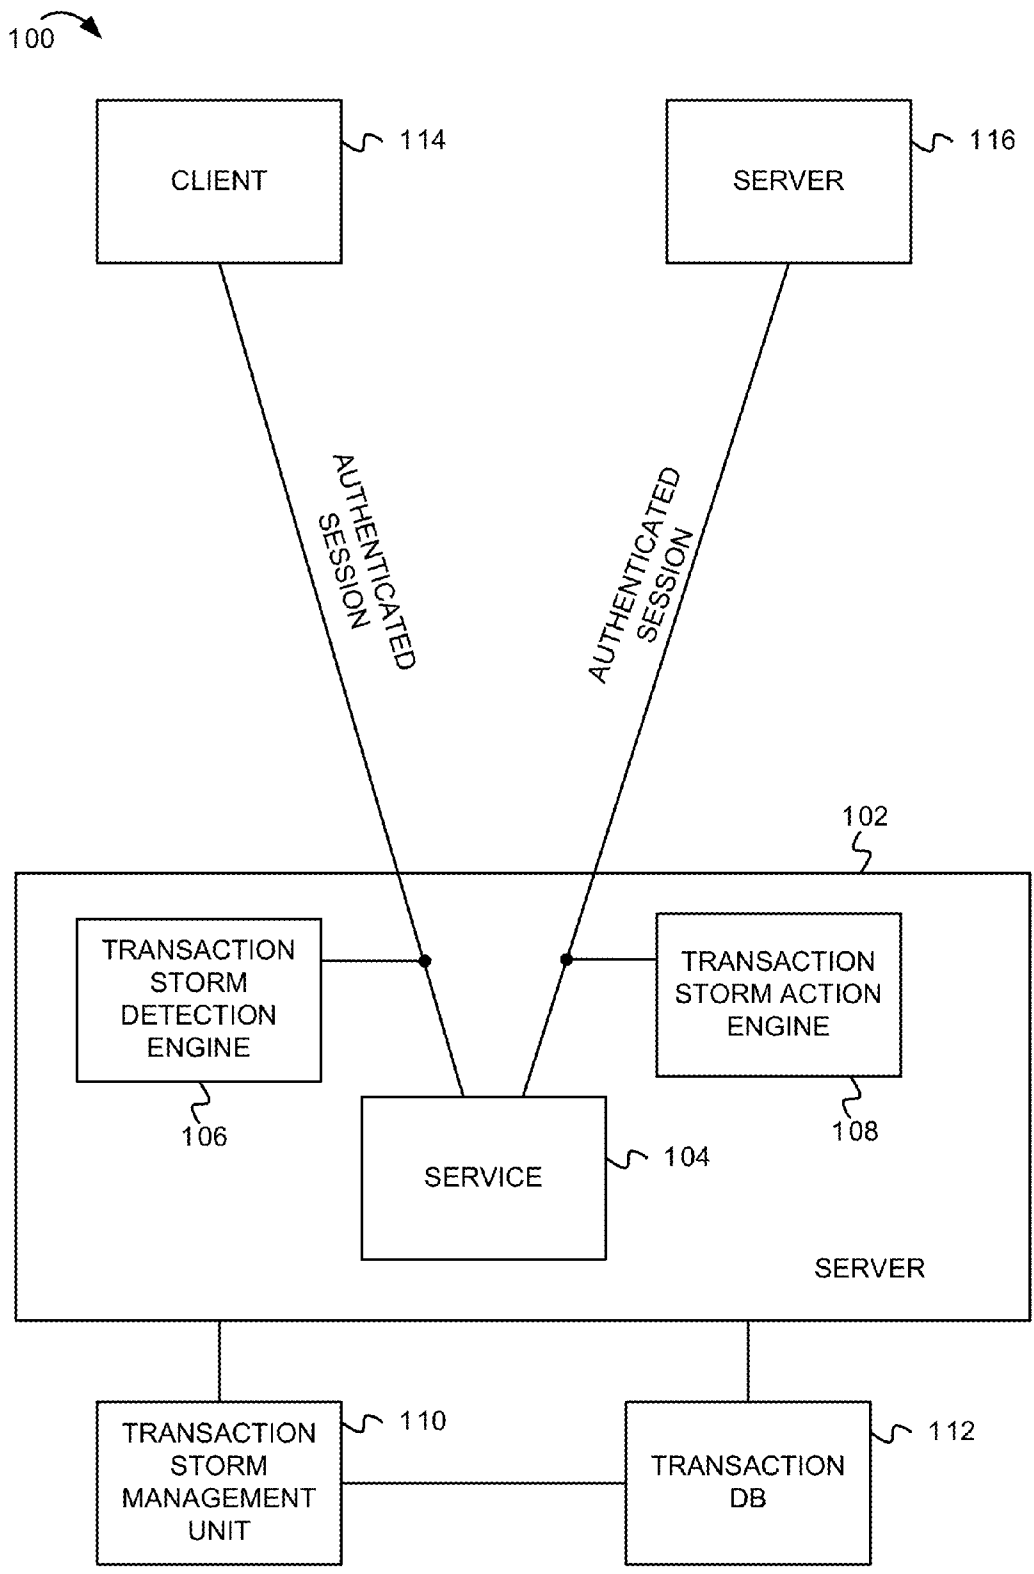 100
114
CLIENT
116
SERVER
AUTHENTICATED
SESSION
AUTHENTICATED
SESSION
102
TRANSACTION
STORM
DETECTION
ENGINE
106
TRANSACTION
STORM ACTION
ENGINE
108
104
SERVICE
SERVER
110
TRANSACTION
STORM
MANAGEMENT
UNIT
112
TRANSACTION
DB